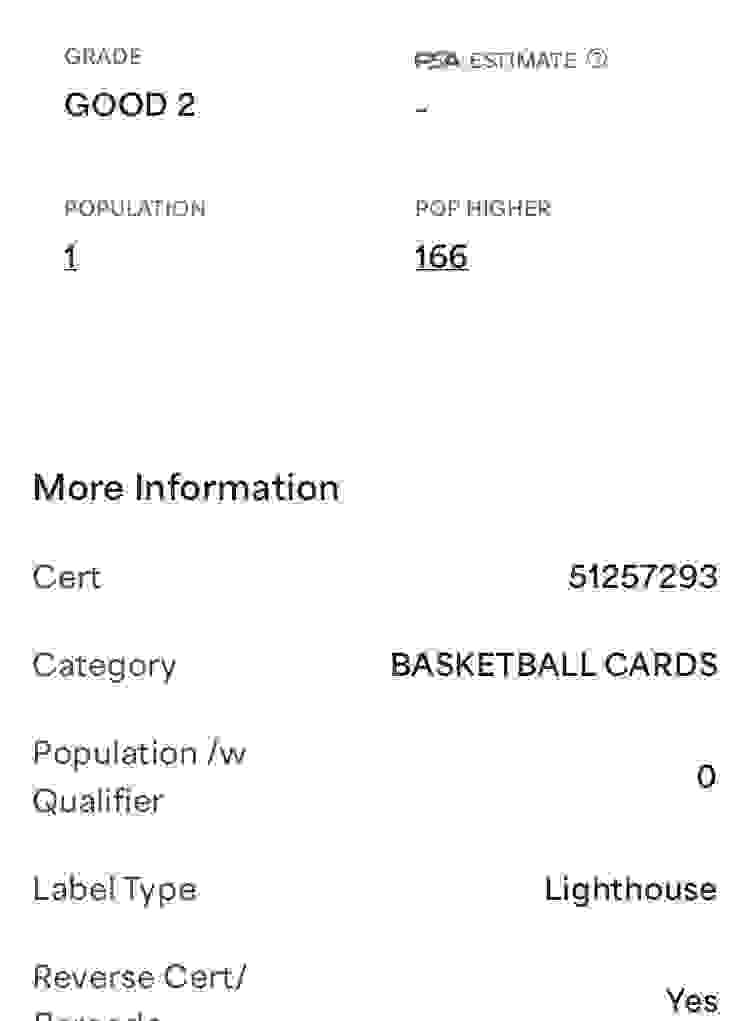 GRADE
PSA ESTIMATE ?
GOOD 2
-
POPULATION
POP HIGHER
1
166
More Information
Cert
51257293
Category
BASKETBALL CARDS
Population /w
Qualifier
0
Label Type
Lighthouse
Reverse Cert/
Yes